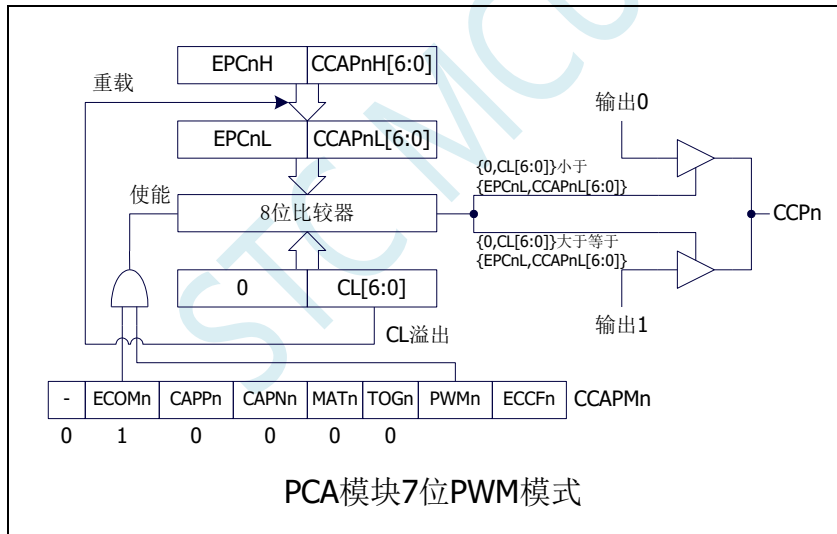 EPCnH CCAPnH[6:0]
重载
输出0
EPCnL CCAPnL[6:0]
{0,CL[6:0]}小于
{EPCnL,CCAPnL[6:0]}
使能
8位比较器
CCPn
{0,CL[6:0]}大于等于
{EPCnL,CCAPnL[6:0]}
0 CL[6:0]
输出1
CL溢出
- ECOMn CAPPn CAPNn MATn TOGn PWMn ECCFn CCAPMn
0 1 0 0 0 0
PCA模块7位PWM模式
STC MCU